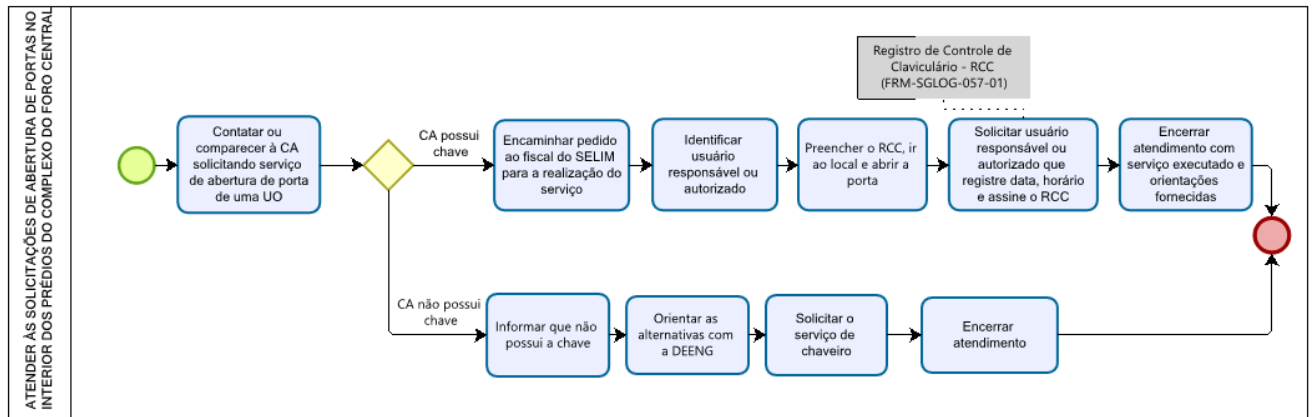 ATENDER ÀS SOLICITAÇÕES DE ABERTURA DE PORTAS NO
INTERIOR DOS PRÉDIOS DO COMPLEXO DO FORO CENTRAL
Contatar ou
comparecer à CA
solicitando serviço
de abertura de porta
de uma UO
CA possui
chave
Encaminhar pedido
ao fiscal do SELIM
para a realização do
serviço
Identificar
usuário
responsável ou
autorizado
Preencher o RCC, ir
ao local e abrir a
porta
Registro de Controle de
Claviculário - RCC
(FRM-SGLOG-057-01)
Solicitar usuário
responsável ou
autorizado que
registre data, horário
e assine o RCC
Encerrar
atendimento com
serviço executado e
orientações
fornecidas
CA não possui
chave
Informar que não
possui a chave
Orientar as
alternativas com
a DEENG
Solicitar o
serviço de
chaveiro
Encerrar
atendimento